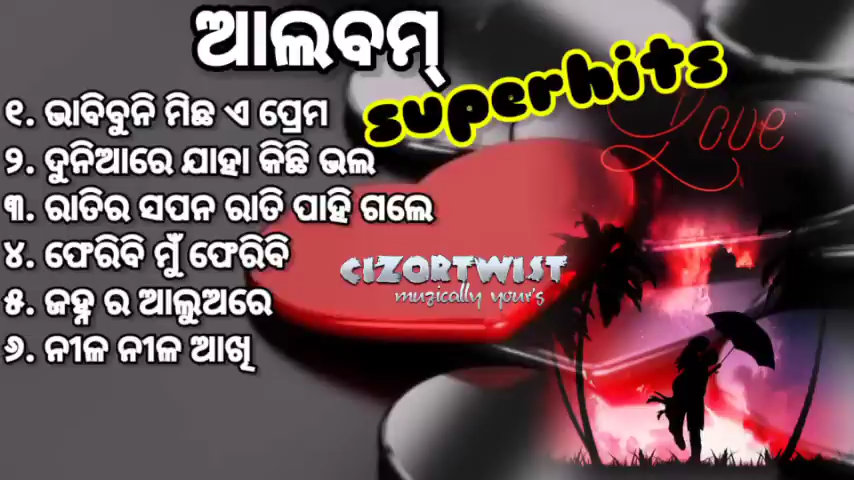 ଆଲବମ୍
superhits
୧. ଭାବିବୁନି ମିଛ ଏ ପ୍ରେମ
୨. ଦୁନିଆରେ ଯାହା କିଛି ଭଲ
୩. ରାତିର ସପନ ରାତି ପାହି ଗଲେ
୪. ଫେରିବି ମୁଁ ଫେରିବି
୫. ଜହ୍ନ ର ଆଲୁଅରେ
୬. ନୀଳ ନୀଳ ଆଖି
Love
CIZORTWIST
muzically your's